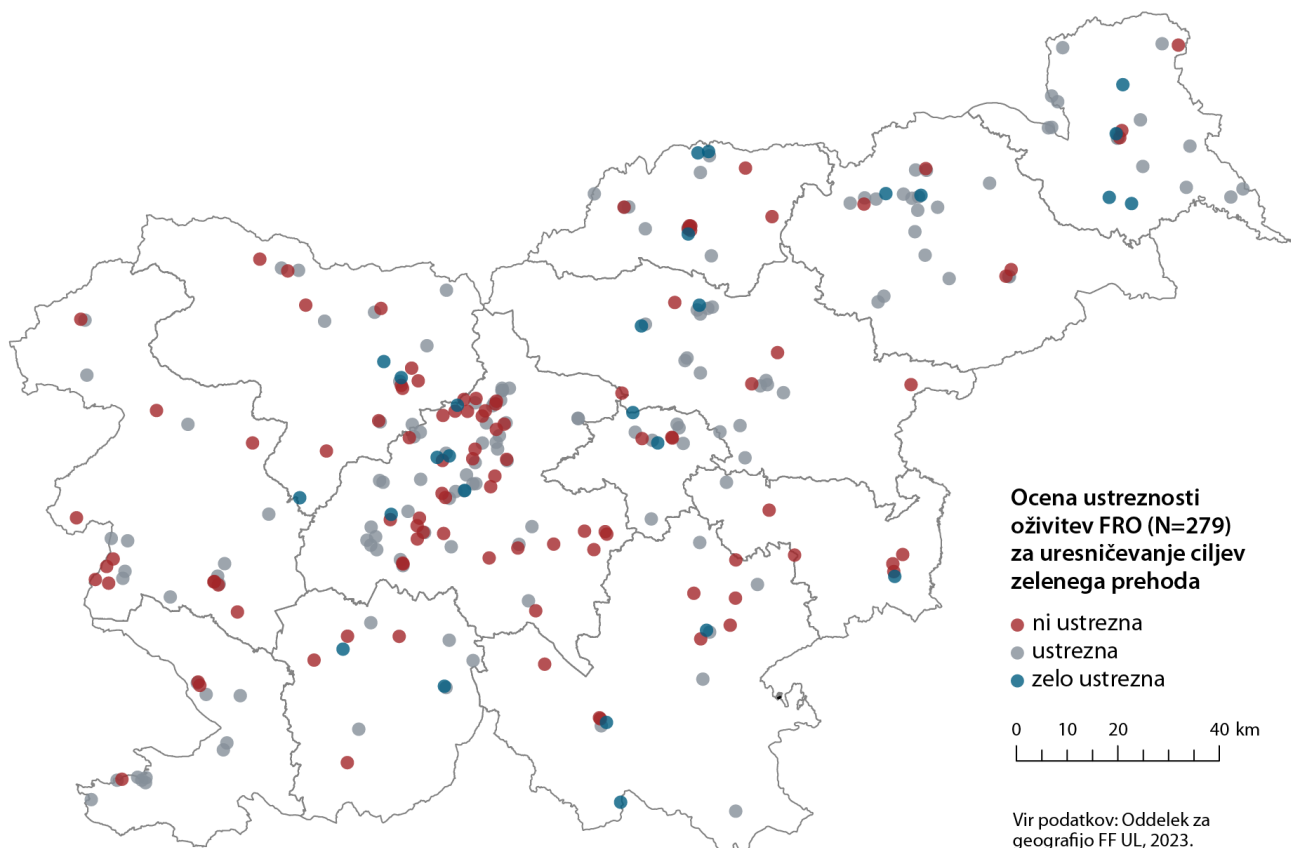 Ocena ustreznosti
oživitev FRO (N=279)
za uresničevanje ciljev
zelenega prehoda
ni ustrezna
ustrezna
zelo ustrezna
0 10 20 40 km
Vir podatkov: Oddelek za
geografijo FF UL, 2023.